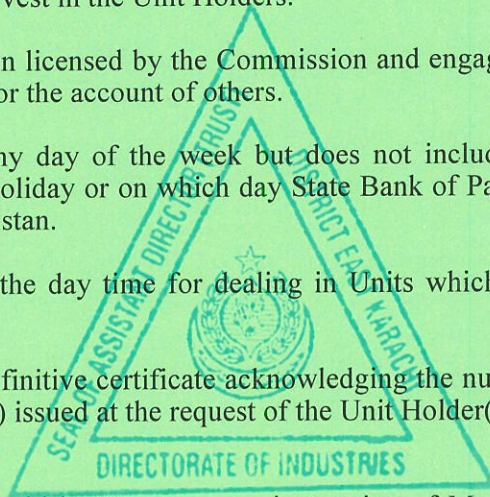 vest in the Unit Holders.
n licensed by the Commission and engag
or the account of others.
ny day of the week but does not includ
oliday or on which day State Bank of Pa
stan.
the day time for dealing in Units which
finitive certificate acknowledging the nu
) issued at the request of the Unit Holder(
SEAL OF ASSISTANT DIRECTOR TRUST
DISTRICT EAST KARACHI
DIRECTORATE OF INDUSTRIES